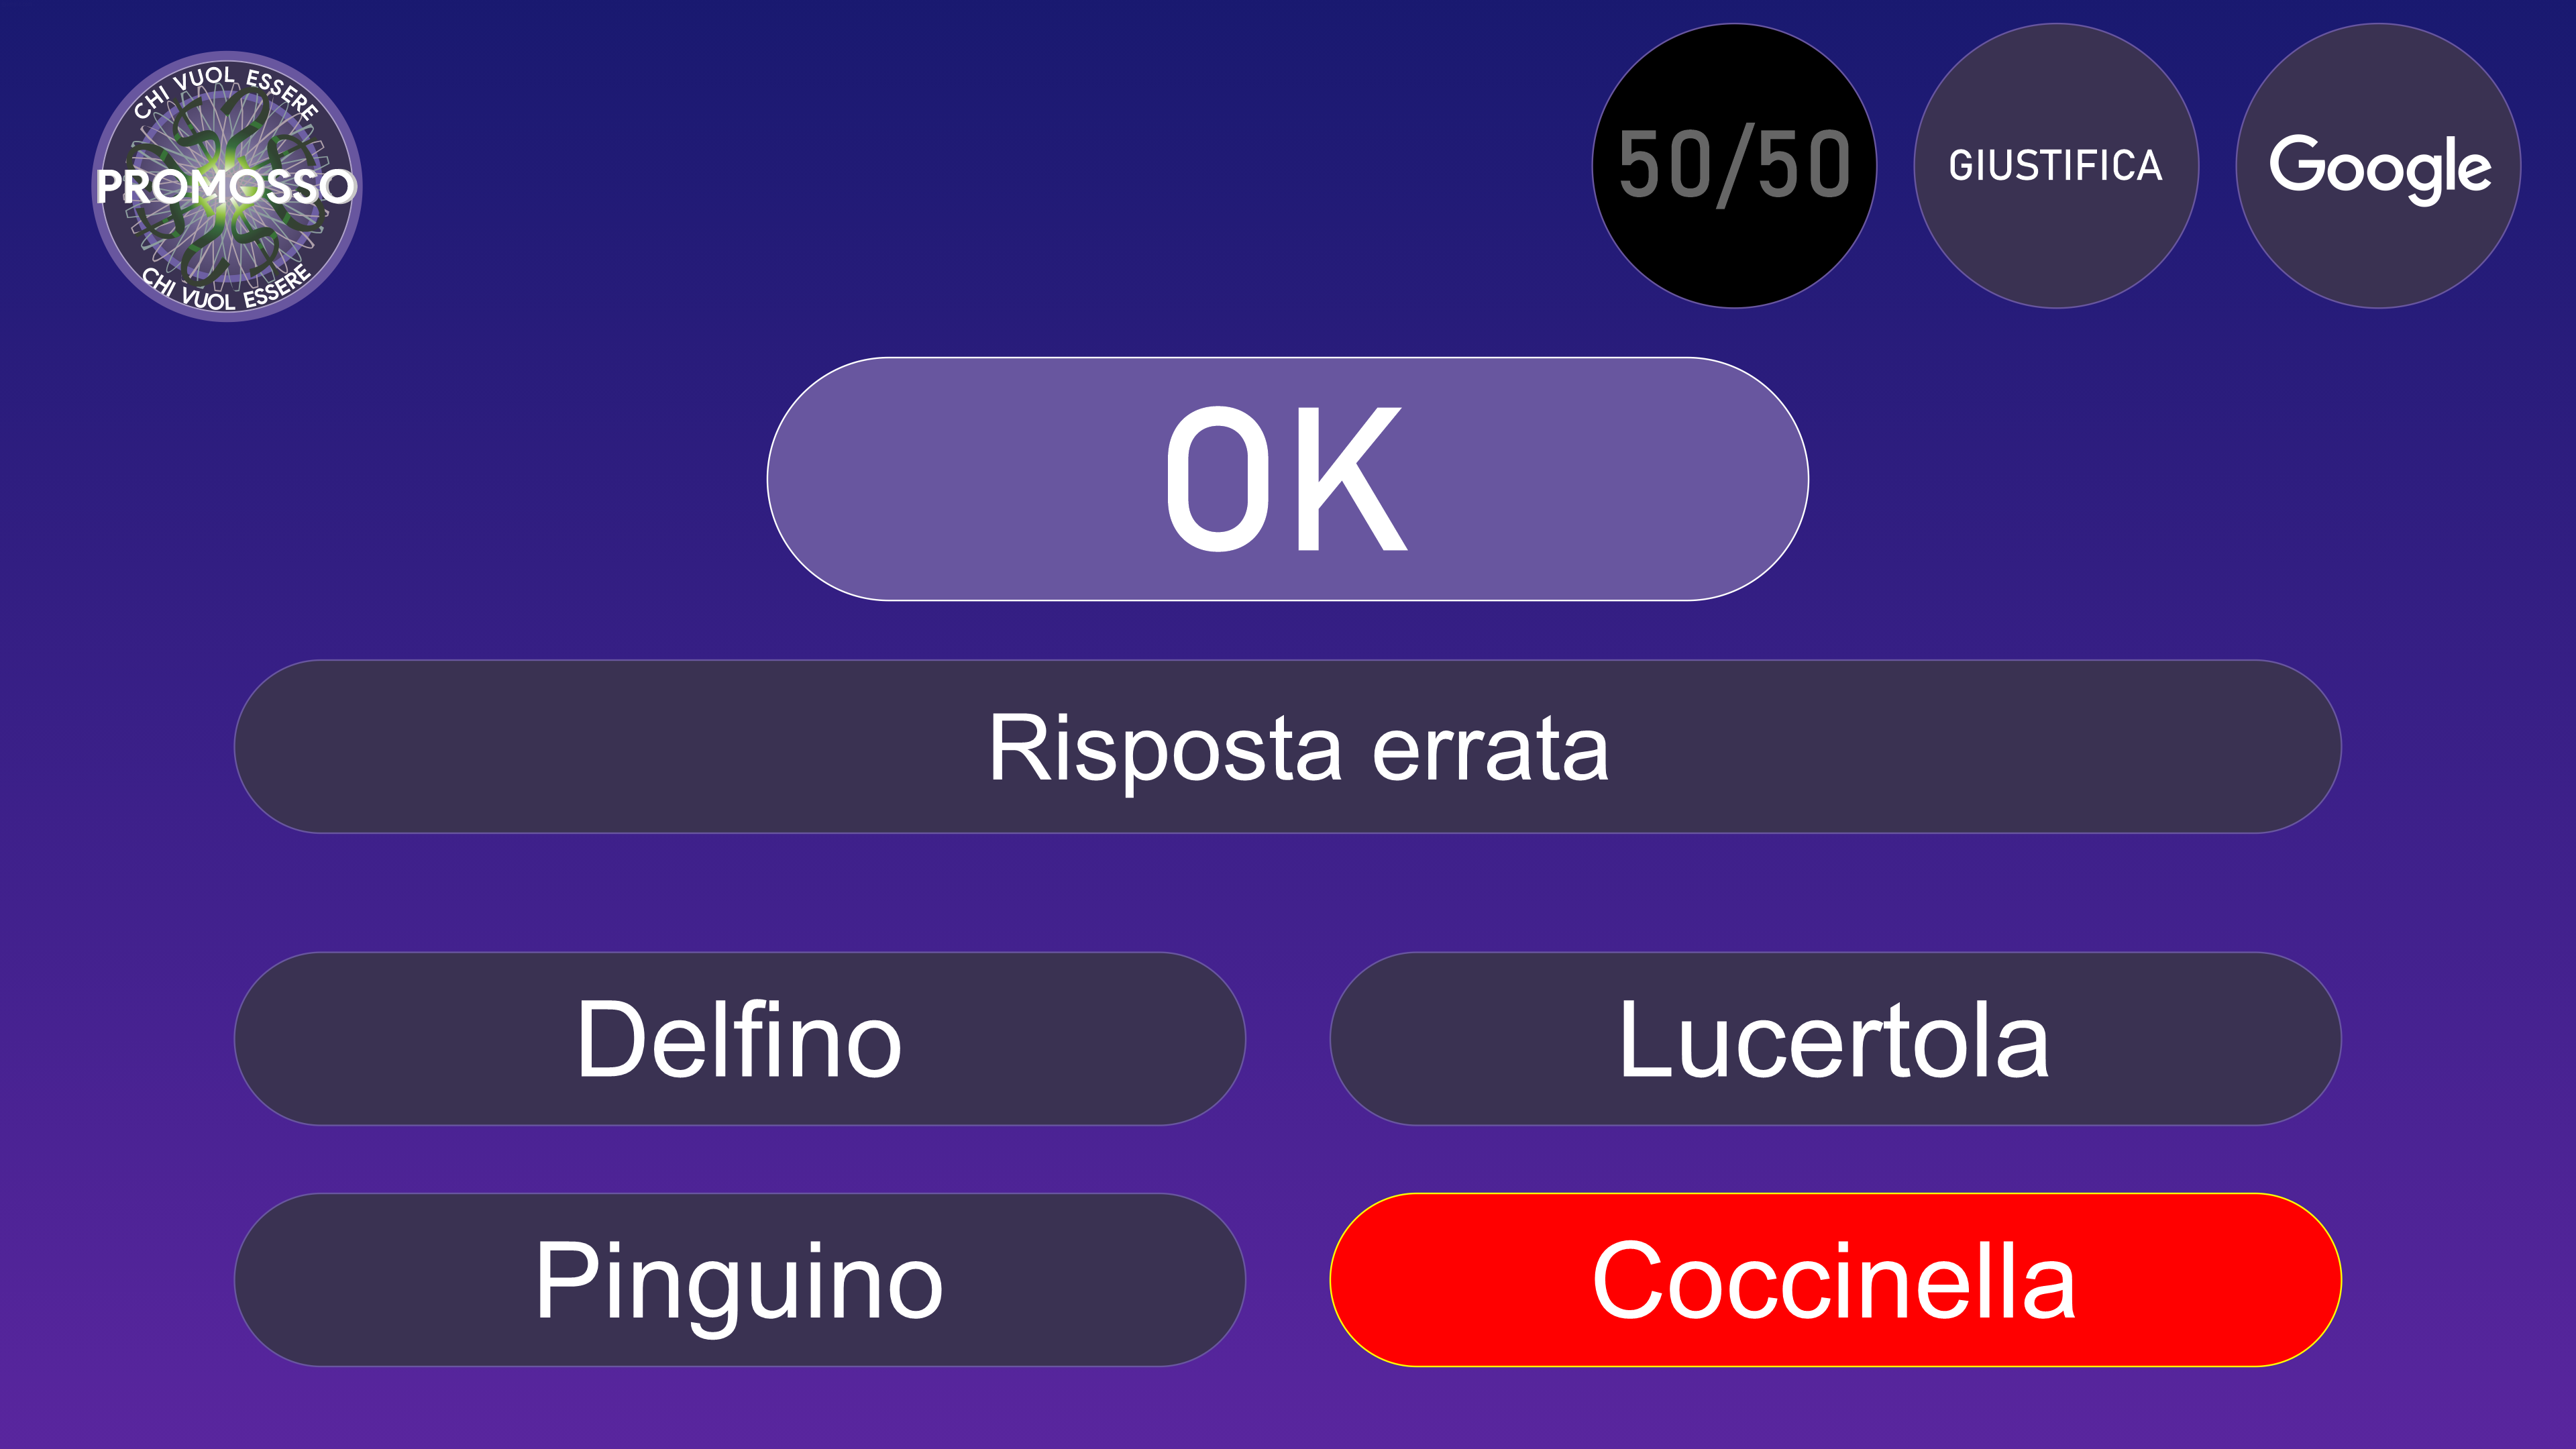 CHI VUOL ESSERE
PROMOSSO
CHI VUOL ESSERE
50/50
GIUSTIFICA
Google
OK
Risposta errata
Delfino
Lucertola
Pinguino
Coccinella